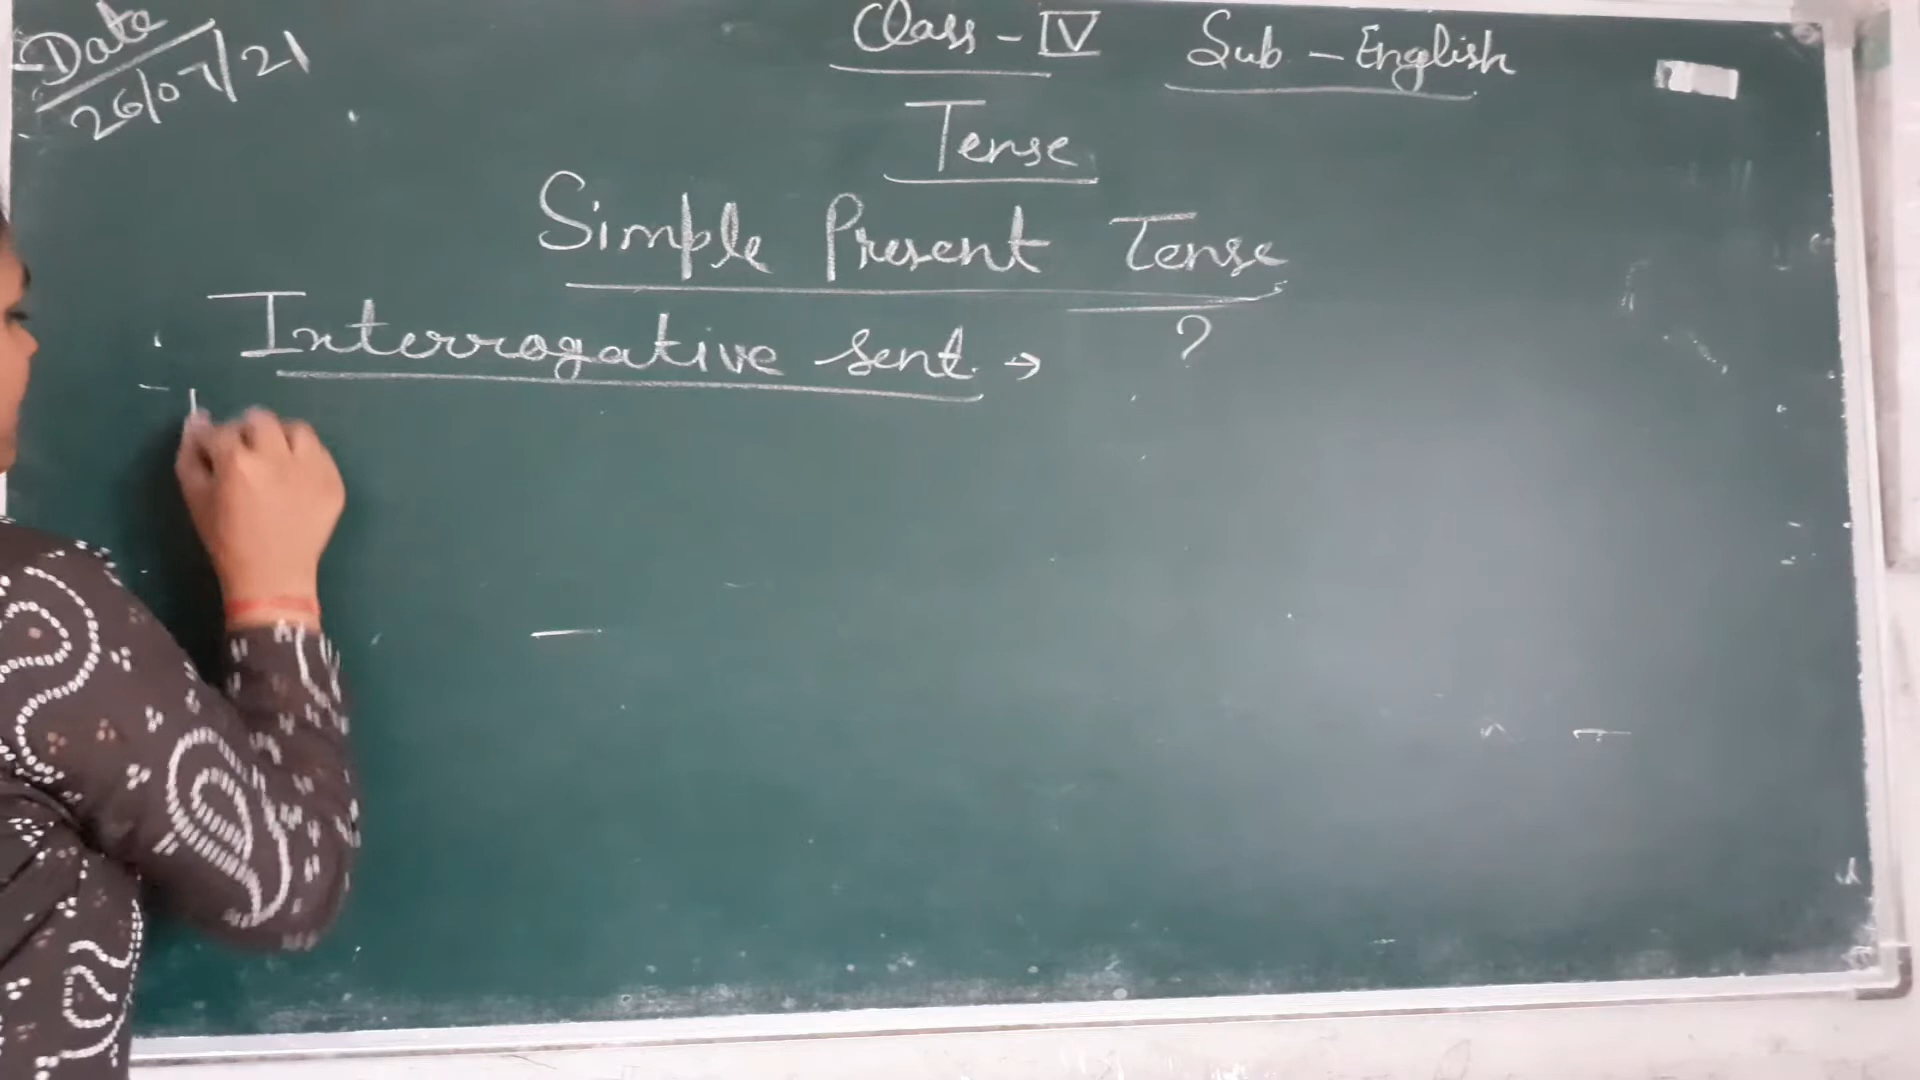 Date
26/07/21
Class - IV Sub - English
Tense
Simple Present Tense
Interrogative sent. → ?